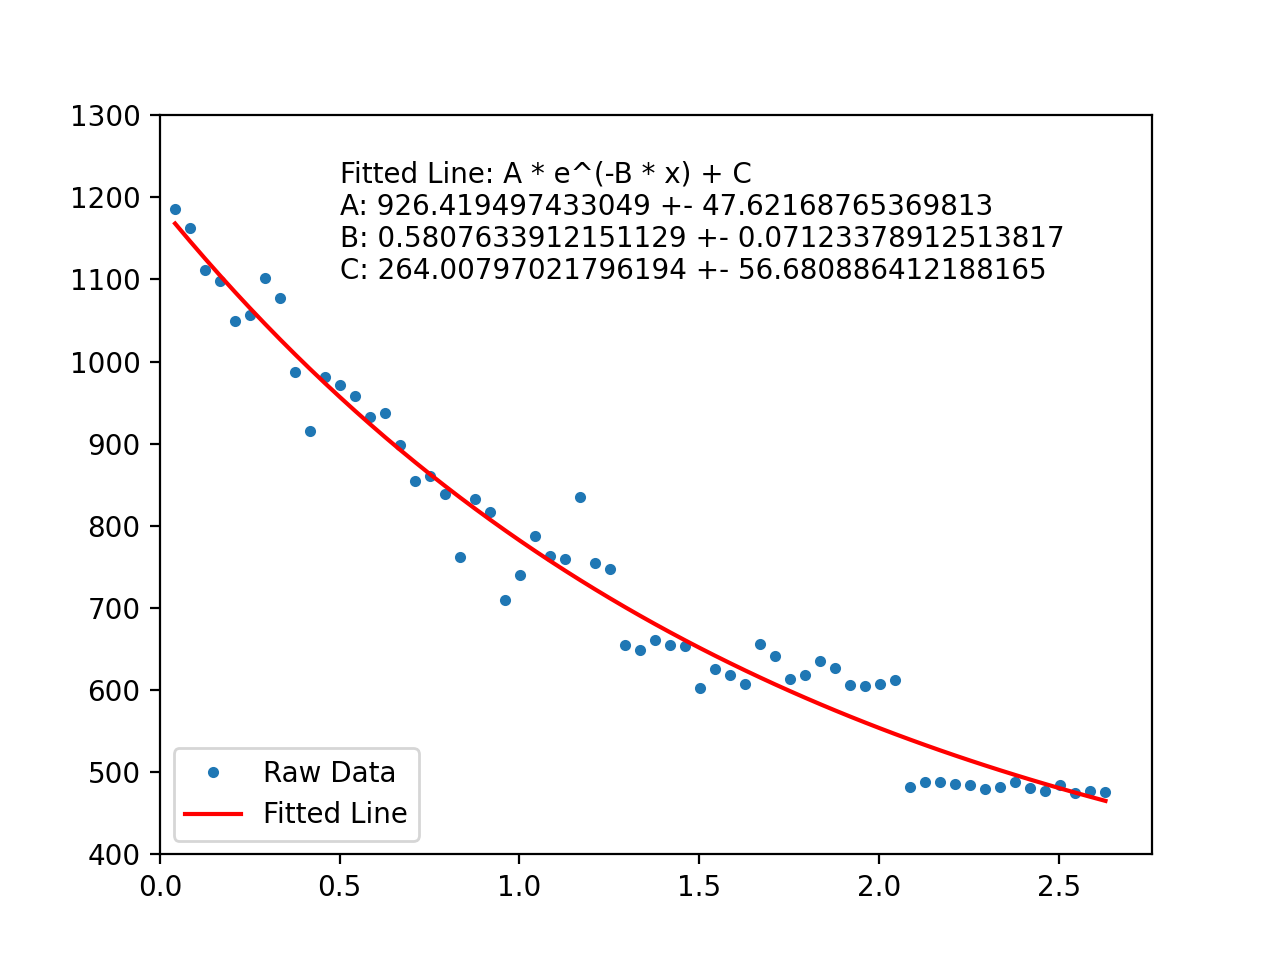 1300
1200
1100
1000
900
800
700
600
500
400
Fitted Line: A * e^(-B * x) + C
A: 926.419497433049 +- 47.62168765369813
B: 0.5807633912151129 +- 0.07123378912513817
C: 264.00797021796194 +- 56.680886412188165
Raw Data
Fitted Line
0.0 0.5 1.0 1.5 2.0 2.5